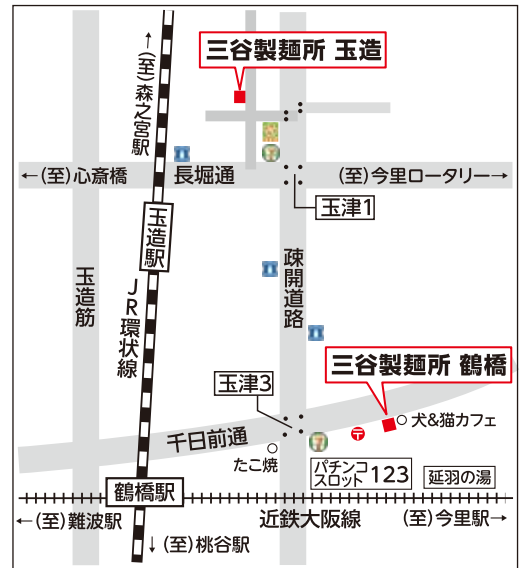 三谷製麺所 玉造
↑(至)森之宮駅
←(至)心斎橋
長堀通
(至)今里ロータリー→
玉津1
玉造駅
玉造筋
JR環状線
疎開道路
三谷製麺所 鶴橋
玉津3
犬&猫カフェ
千日前通
たこ焼
パチンコ
スロット 123
延羽の湯
鶴橋駅
←(至)難波駅
近鉄大阪線
(至)今里駅→
↓(至)桃谷駅